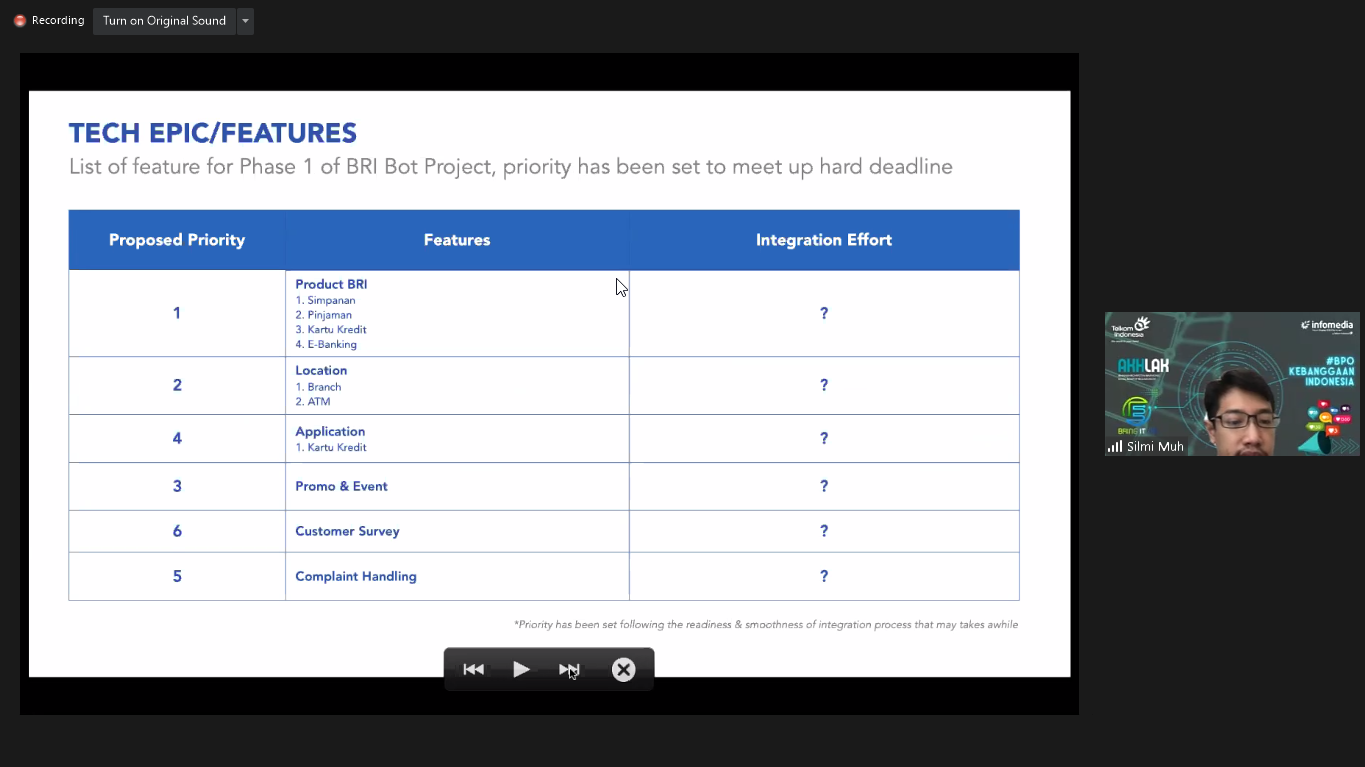 Recording
Turn on Original Sound
TECH EPIC/FEATURES
List of feature for Phase 1 of BRI Bot Project, priority has been set to meet up hard deadline
Proposed Priority Features Integration Effort
1 Product BRI ?
1. Simpanan
2. Pinjaman
3. Kartu Kredit
4. E-Banking
2 Location ?
1. Branch
2. ATM
4 Application ?
1. Kartu Kredit
3 Promo & Event ?
6 Customer Survey ?
5 Complaint Handling ?
*Priority has been set following the readiness & smoothness of integration process that may takes awhile
Telkom
Indonesia
infomedia
AKHLAK
#BPO
KEBANGGAAN
INDONESIA
BRING IT
Silmi Muh